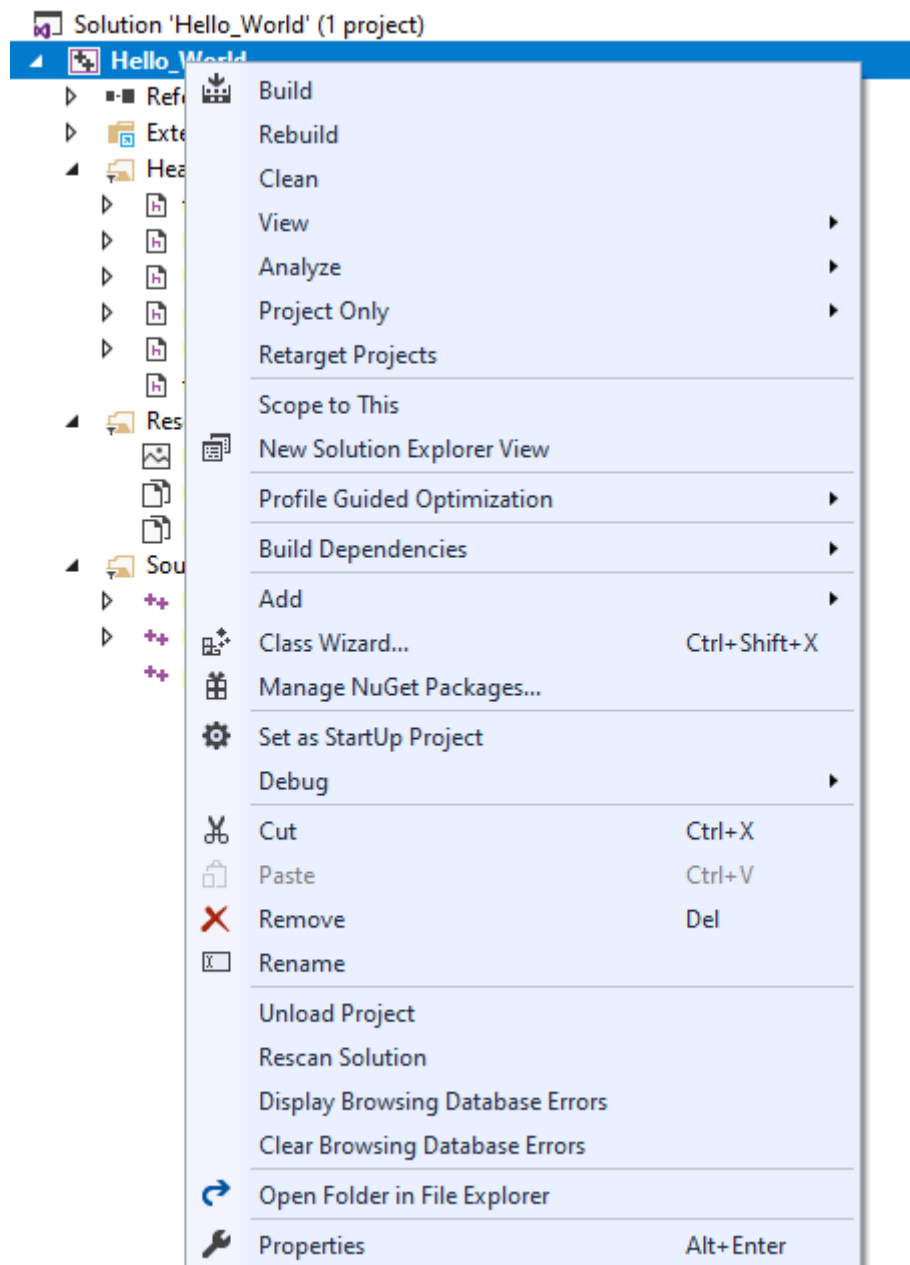 Solution 'Hello_World' (1 project)
Hello_World
Build
Rebuild
Clean
View
Analyze
Project Only
Retarget Projects
Scope to This
New Solution Explorer View
Profile Guided Optimization
Build Dependencies
Add
Class Wizard... Ctrl+Shift+X
Manage NuGet Packages...
Set as StartUp Project
Debug
Cut Ctrl+X
Paste Ctrl+V
Remove Del
Rename
Unload Project
Rescan Solution
Display Browsing Database Errors
Clear Browsing Database Errors
Open Folder in File Explorer
Properties Alt+Enter